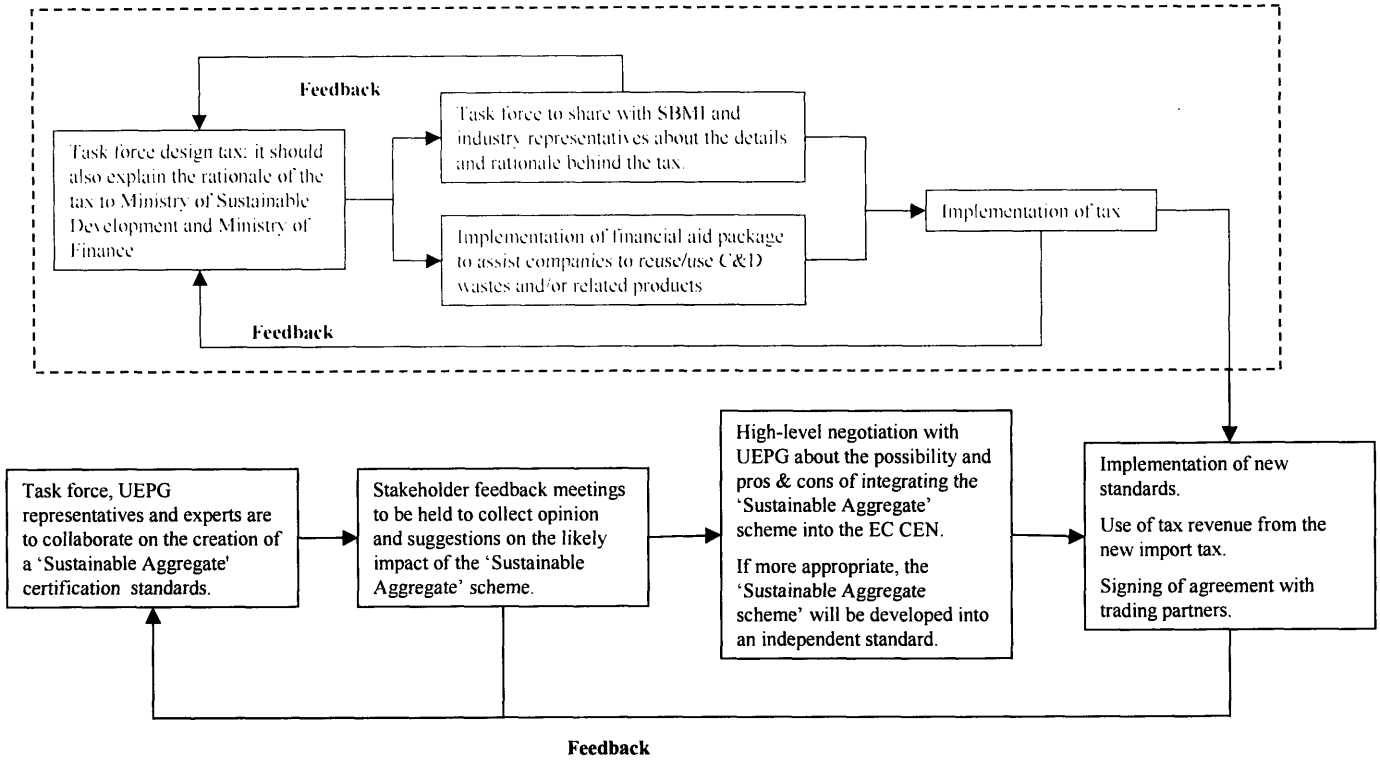 Feedback
Task force design tax: it should
also explain the rationale of the
tax to Ministry of Sustainable
Development and Ministry of
Finance
Task force to share with SBMI and
industry representatives about the details
and rationale behind the tax.
Implementation of financial aid package
to assist companies to reuse/use C&D
wastes and/or related products
Implementation of tax
Feedback
Task force, UEPG
representatives and experts are
to collaborate on the creation of
a ‘Sustainable Aggregate'
certification standards.
Stakeholder feedback meetings
to be held to collect opinion
and suggestions on the likely
impact of the ‘Sustainable
Aggregate’ scheme.
High-level negotiation with
UEPG about the possibility and
pros & cons of integrating the
‘Sustainable Aggregate’
scheme into the EC CEN.
If more appropriate, the
‘Sustainable Aggregate
scheme’ will be developed into
an independent standard.
Implementation of new
standards.
Use of tax revenue from the
new import tax.
Signing of agreement with
trading partners.
Feedback